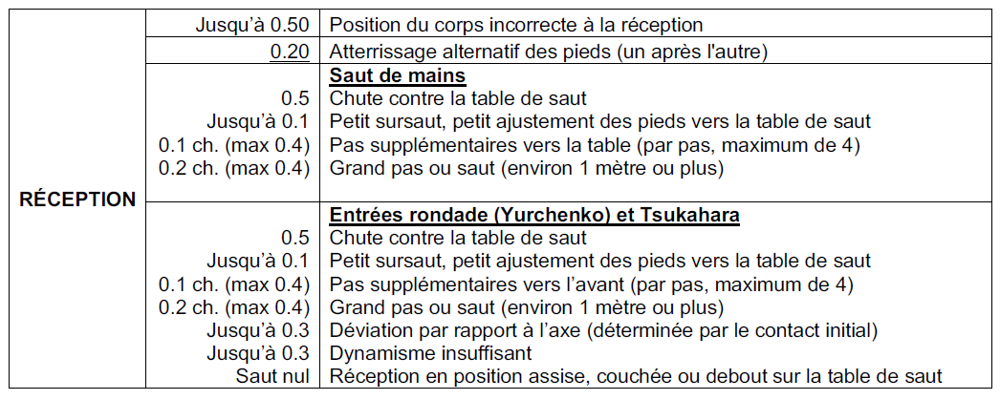 Jusqu’à 0.50 Position du corps incorrecte à la réception
0.20 Atterrissage alternatif des pieds (un après l'autre)
Saut de mains
0.5 Chute contre la table de saut
Jusqu’à 0.1 Petit sursaut, petit ajustement des pieds vers la table de saut
0.1 ch. (max 0.4) Pas supplémentaires vers la table (par pas, maximum de 4)
0.2 ch. (max 0.4) Grand pas ou saut (environ 1 mètre ou plus)
RÉCEPTION
Entrées rondade (Yurchenko) et Tsukahara
0.5 Chute contre la table de saut
Jusqu’à 0.1 Petit sursaut, petit ajustement des pieds vers la table de saut
0.1 ch. (max 0.4) Pas supplémentaires vers l’avant (par pas, maximum de 4)
0.2 ch. (max 0.4) Grand pas ou saut (environ 1 mètre ou plus)
Jusqu’à 0.3 Déviation par rapport à l’axe (déterminée par le contact initial)
Jusqu’à 0.3 Dynamisme insuffisant
Saut nul Réception en position assise, couchée ou debout sur la table de saut